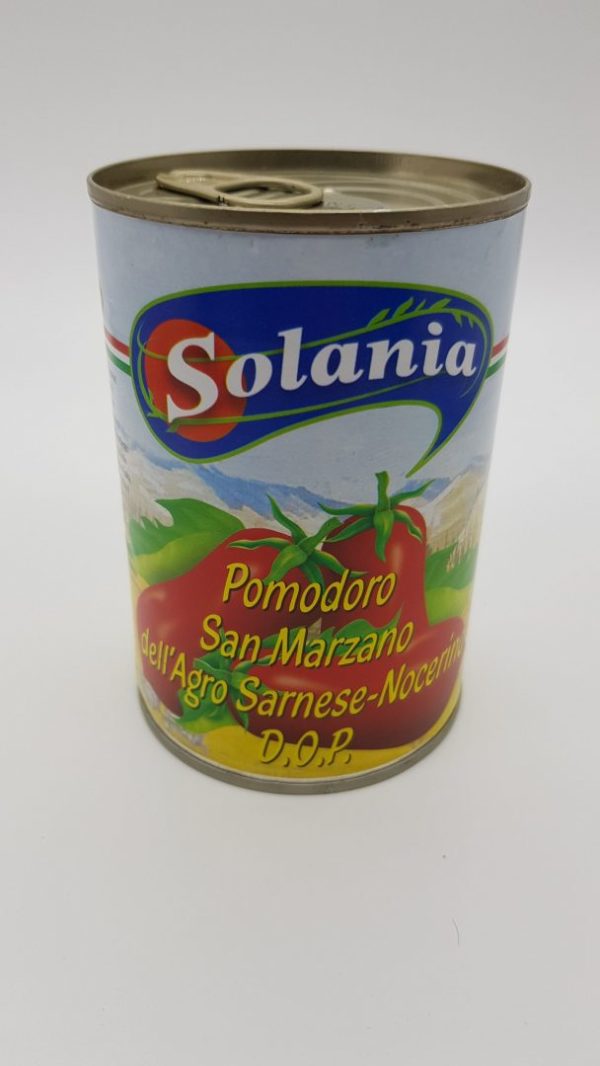 Solania
Pomodoro
San Marzano
dell'Agro Sarnese-Nocerino
D.O.P.